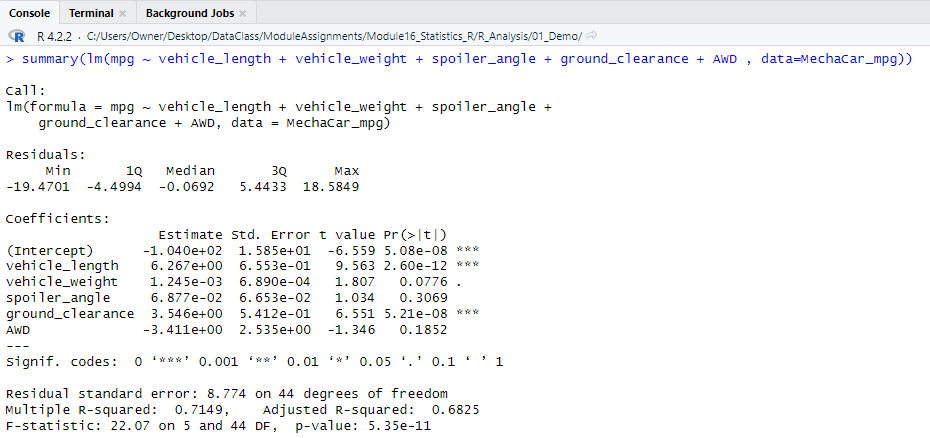 Console Terminal × Background Jobs ×
R 4.2.2 · C:/Users/Owner/Desktop/DataClass/ModuleAssignments/Module16_Statistics_R/R_Analysis/01_Demo/
> summary(lm(mpg ~ vehicle_length + vehicle_weight + spoiler_angle + ground_clearance + AWD , data=MechaCar_mpg))
Call:
lm(formula = mpg ~ vehicle_length + vehicle_weight + spoiler_angle +
    ground_clearance + AWD, data = MechaCar_mpg)
Residuals:
     Min       1Q   Median       3Q      Max
-19.4701  -4.4994  -0.0692   5.4433  18.5849
Coefficients:
                   Estimate Std. Error t value Pr(>|t|)
(Intercept)      -1.040e+02  1.585e+01  -6.559 5.08e-08 ***
vehicle_length    6.267e+00  6.553e-01   9.563 2.60e-12 ***
vehicle_weight    1.245e-03  6.890e-04   1.807   0.0776 .
spoiler_angle     6.877e-02  6.653e-02   1.034   0.3069
ground_clearance  3.546e+00  5.412e-01   6.551 5.21e-08 ***
AWD              -3.411e+00  2.535e+00  -1.346   0.1852
---
Signif. codes:  0 ‘***’ 0.001 ‘**’ 0.01 ‘*’ 0.05 ‘.’ 0.1 ‘ ’ 1
Residual standard error: 8.774 on 44 degrees of freedom
Multiple R-squared:  0.7149,    Adjusted R-squared:  0.6825
F-statistic: 22.07 on 5 and 44 DF,  p-value: 5.35e-11